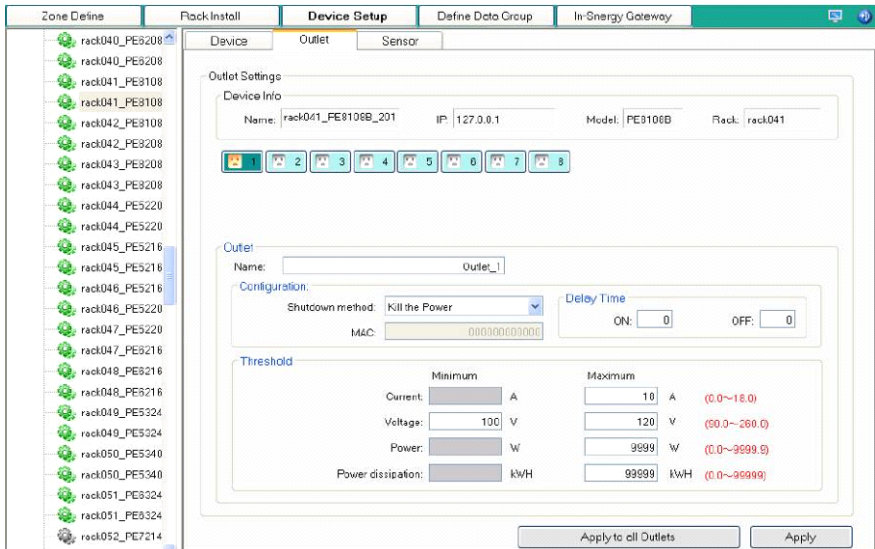 Zone Define Rack Install Device Setup Define Data Group In-Snergy Gateway
Device Outlet Sensor
rack040_PE6208
rack040_PE6208
rack041_PE8108
rack041_PE8108
rack042_PE8108
rack042_PE8208
rack043_PE8208
rack043_PE8208
rack044_PE5220
rack044_PE5220
rack045_PE5216
rack045_PE5216
rack046_PE5216
rack046_PE5220
rack047_PE5220
rack047_PE6216
rack048_PE6216
rack048_PE6216
rack049_PE5324
rack049_PE5324
rack050_PE5340
rack050_PE5340
rack051_PE6324
rack051_PE6324
rack052_PE7214
Outlet Settings
Device Info
Name: rack041_PE8108B_201 IP: 127.0.0.1 Model: PE8108B Rack: rack041
1 2 3 4 5 6 7 8
Outlet
Name: Outlet_1
Configuration:
Shutdown method: Kill the Power
MAC: 000000000000
Delay Time
ON: 0 OFF: 0
Threshold
Minimum Maximum
Current: A 18 A (0.0~18.0)
Voltage: 100 V 120 V (90.0~260.0)
Power: W 9999 W (0.0~9999.9)
Power dissipation: kWH 99999 kWH (0.0~99999)
Apply to all Outlets Apply